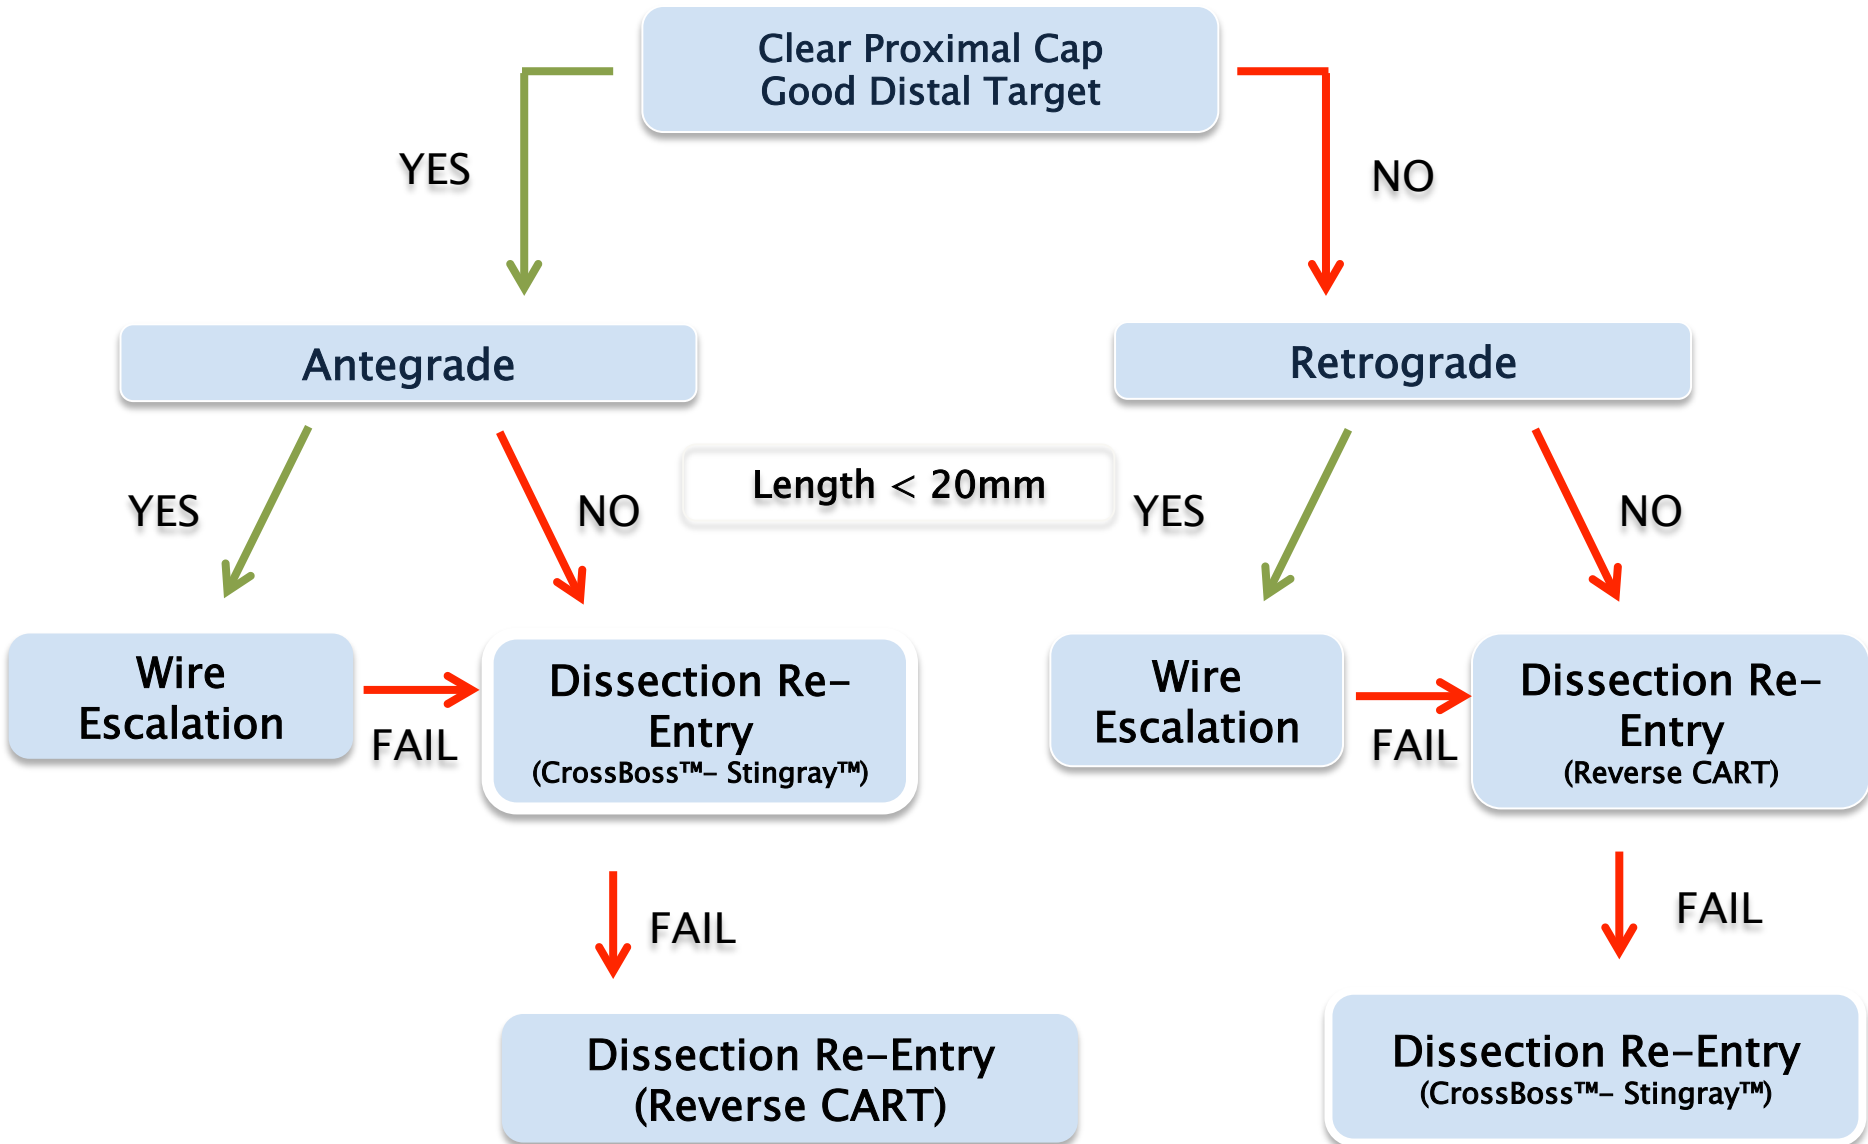 Clear Proximal Cap
Good Distal Target
YES
NO
Antegrade
Retrograde
Length < 20mm
YES
NO
YES
NO
Wire
Escalation
FAIL
Dissection Re-
Entry
(CrossBoss™- Stingray™)
Wire
Escalation
FAIL
Dissection Re-
Entry
(Reverse CART)
FAIL
FAIL
Dissection Re-Entry
(Reverse CART)
Dissection Re-Entry
(CrossBoss™- Stingray™)